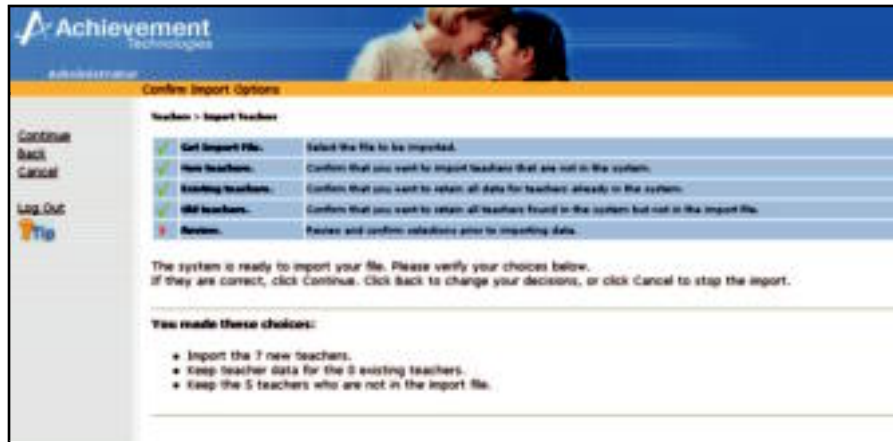 Achievement
Technologies
Administrator
Confirm Import Options
Teachers > Import Teachers
Continue
Back
Cancel
Log Out
Tip
Get Import File. Select the file to be imported.
New teachers. Confirm that you want to import teachers that are not in the system.
Existing teachers. Confirm that you want to retain all data for teachers already in the system.
Old teachers. Confirm that you want to retain all teachers found in the system but not in the import file.
Review. Review and confirm selections prior to importing data.
The system is ready to import your file. Please verify your choices below.
If they are correct, click Continue. Click Back to change your decisions, or click Cancel to stop the import.
You made these choices:
• Import the 7 new teachers.
• Keep teacher data for the 0 existing teachers.
• Keep the 5 teachers who are not in the import file.